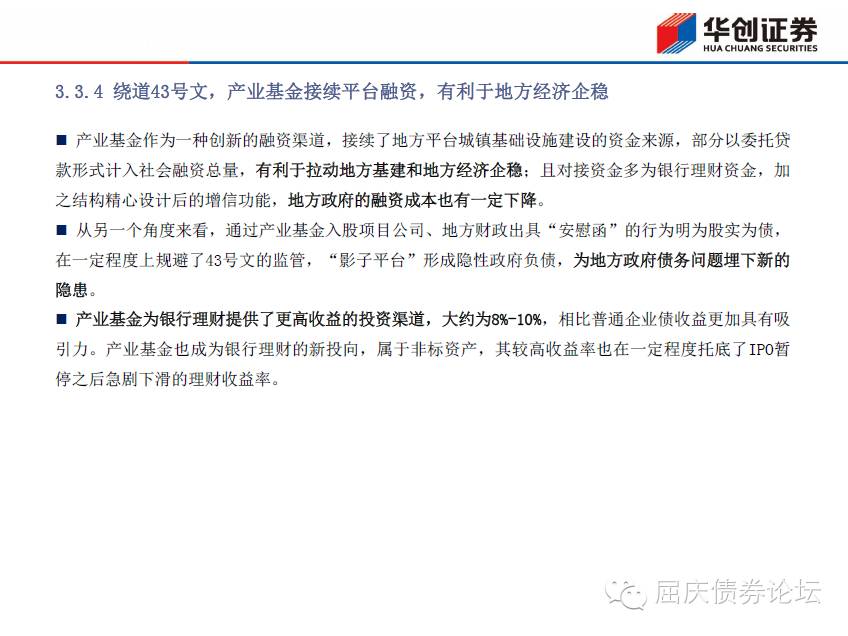 华创证券
HUA CHUANG SECURITIES
3.3.4 绕道43号文，产业基金接续平台融资，有利于地方经济企稳
■ 产业基金作为一种创新的融资渠道，接续了地方平台城镇基础设施建设的资金来源，部分以委托贷
款形式计入社会融资总量，有利于拉动地方基建和地方经济企稳；且对接资金多为银行理财资金，加
之结构精心设计后的增信功能，地方政府的融资成本也有一定下降。
■ 从另一个角度来看，通过产业基金入股项目公司、地方财政出具“安慰函”的行为明为股实为债，
在一定程度上规避了43号文的监管，“影子平台”形成隐性政府负债，为地方政府债务问题埋下新的
隐患。
■ 产业基金为银行理财提供了更高收益的投资渠道，大约为8%-10%，相比普通企业债收益更加具有吸
引力。产业基金也成为银行理财的新投向，属于非标资产，其较高收益率也在一定程度托底了IPO暂
停之后急剧下滑的理财收益率。
屈庆债券论坛